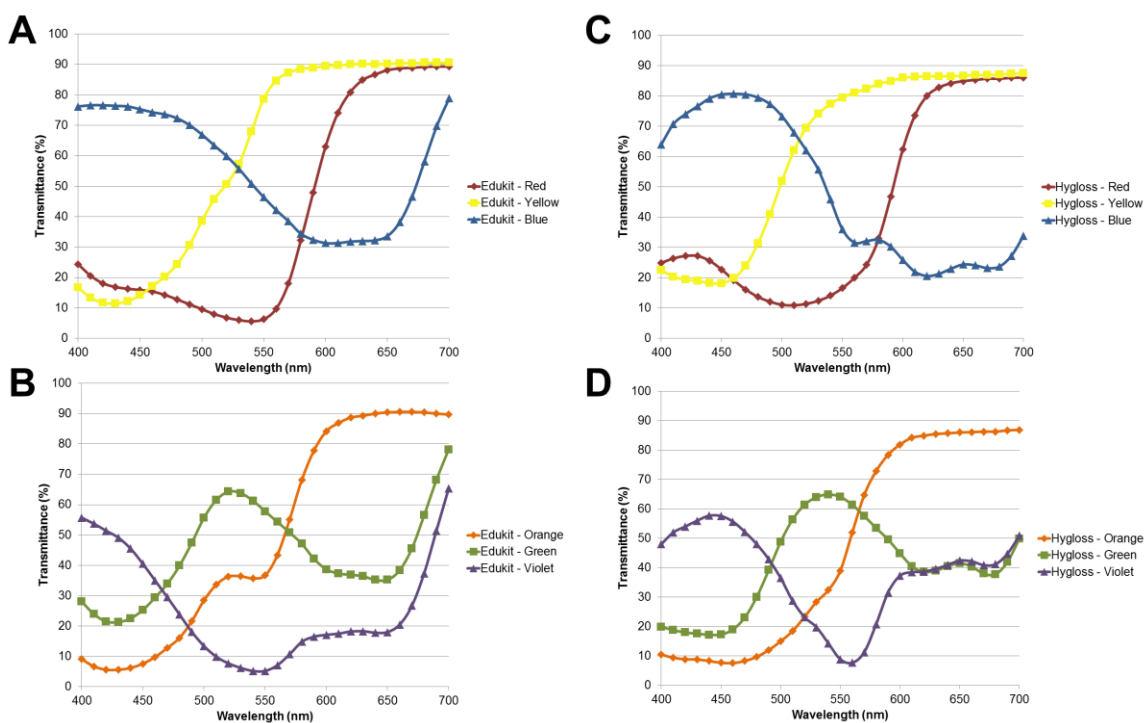 A
100
90
80
70
60
50
40
30
20
10
0
400 450 500 550 600 650 700
Transmittance (%)
Wavelength (nm)
Edukit - Red
Edukit - Yellow
Edukit - Blue
B
100
90
80
70
60
50
40
30
20
10
0
400 450 500 550 600 650 700
Transmittance (%)
Wavelength (nm)
Edukit - Orange
Edukit - Green
Edukit - Violet
C
100
90
80
70
60
50
40
30
20
10
0
400 450 500 550 600 650 700
Transmittance (%)
Wavelength (nm)
Hygloss - Red
Hygloss - Yellow
Hygloss - Blue
D
100
90
80
70
60
50
40
30
20
10
0
400 450 500 550 600 650 700
Transmittance (%)
Wavelength (nm)
Hygloss - Orange
Hygloss - Green
Hygloss - Violet